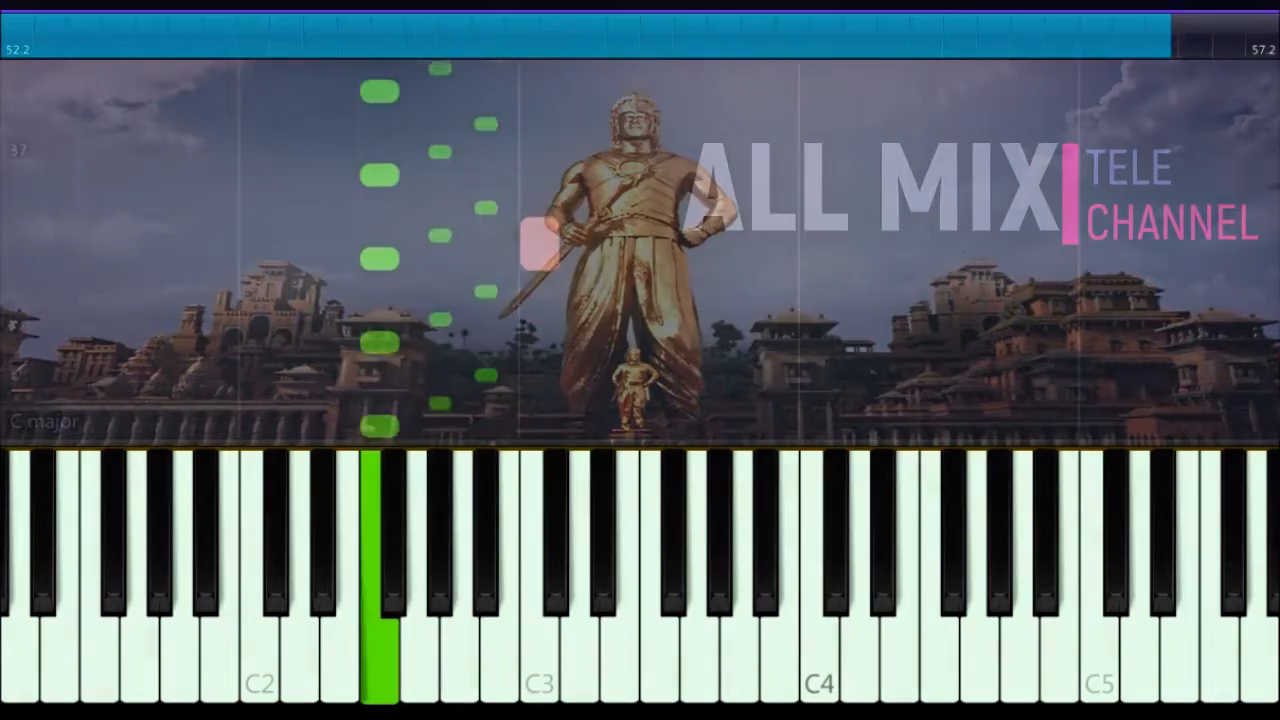 52.2
57.2
37
ALL MIX
TELE
CHANNEL
C major
C2
C3
C4
C5